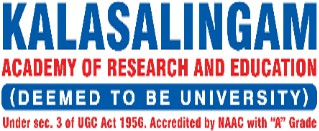 KALASALINGAM
ACADEMY OF RESEARCH AND EDUCATION
(DEEMED TO BE UNIVERSITY)
Under sec. 3 of UGC Act 1956. Accredited by NAAC with "A" Grade